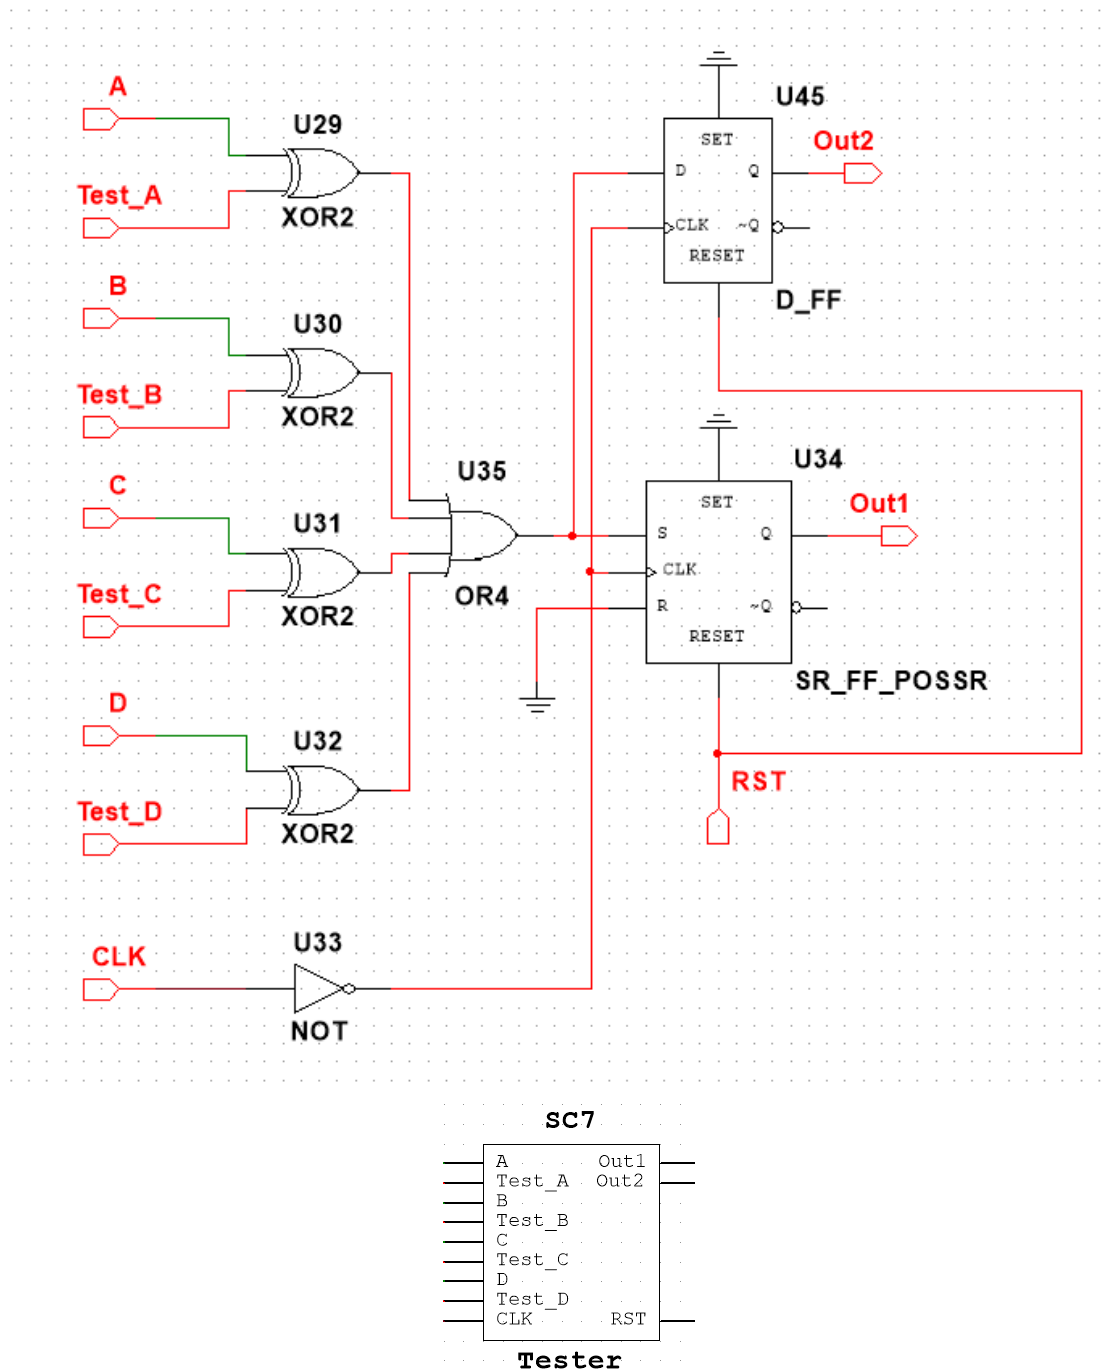 A
U29
Test_A
XOR2
B
U30
Test_B
XOR2
C
U31
Test_C
XOR2
D
U32
Test_D
XOR2
CLK
U33
NOT
U35
OR4
U45
SET
D Q
CLK ~Q
RESET
D_FF
Out2
U34
SET
S Q
CLK
R ~Q
RESET
SR_FF_POSSR
Out1
RST
SC7
A Out1
Test_A Out2
B
Test_B
C
Test_C
D
Test_D
CLK RST
Tester